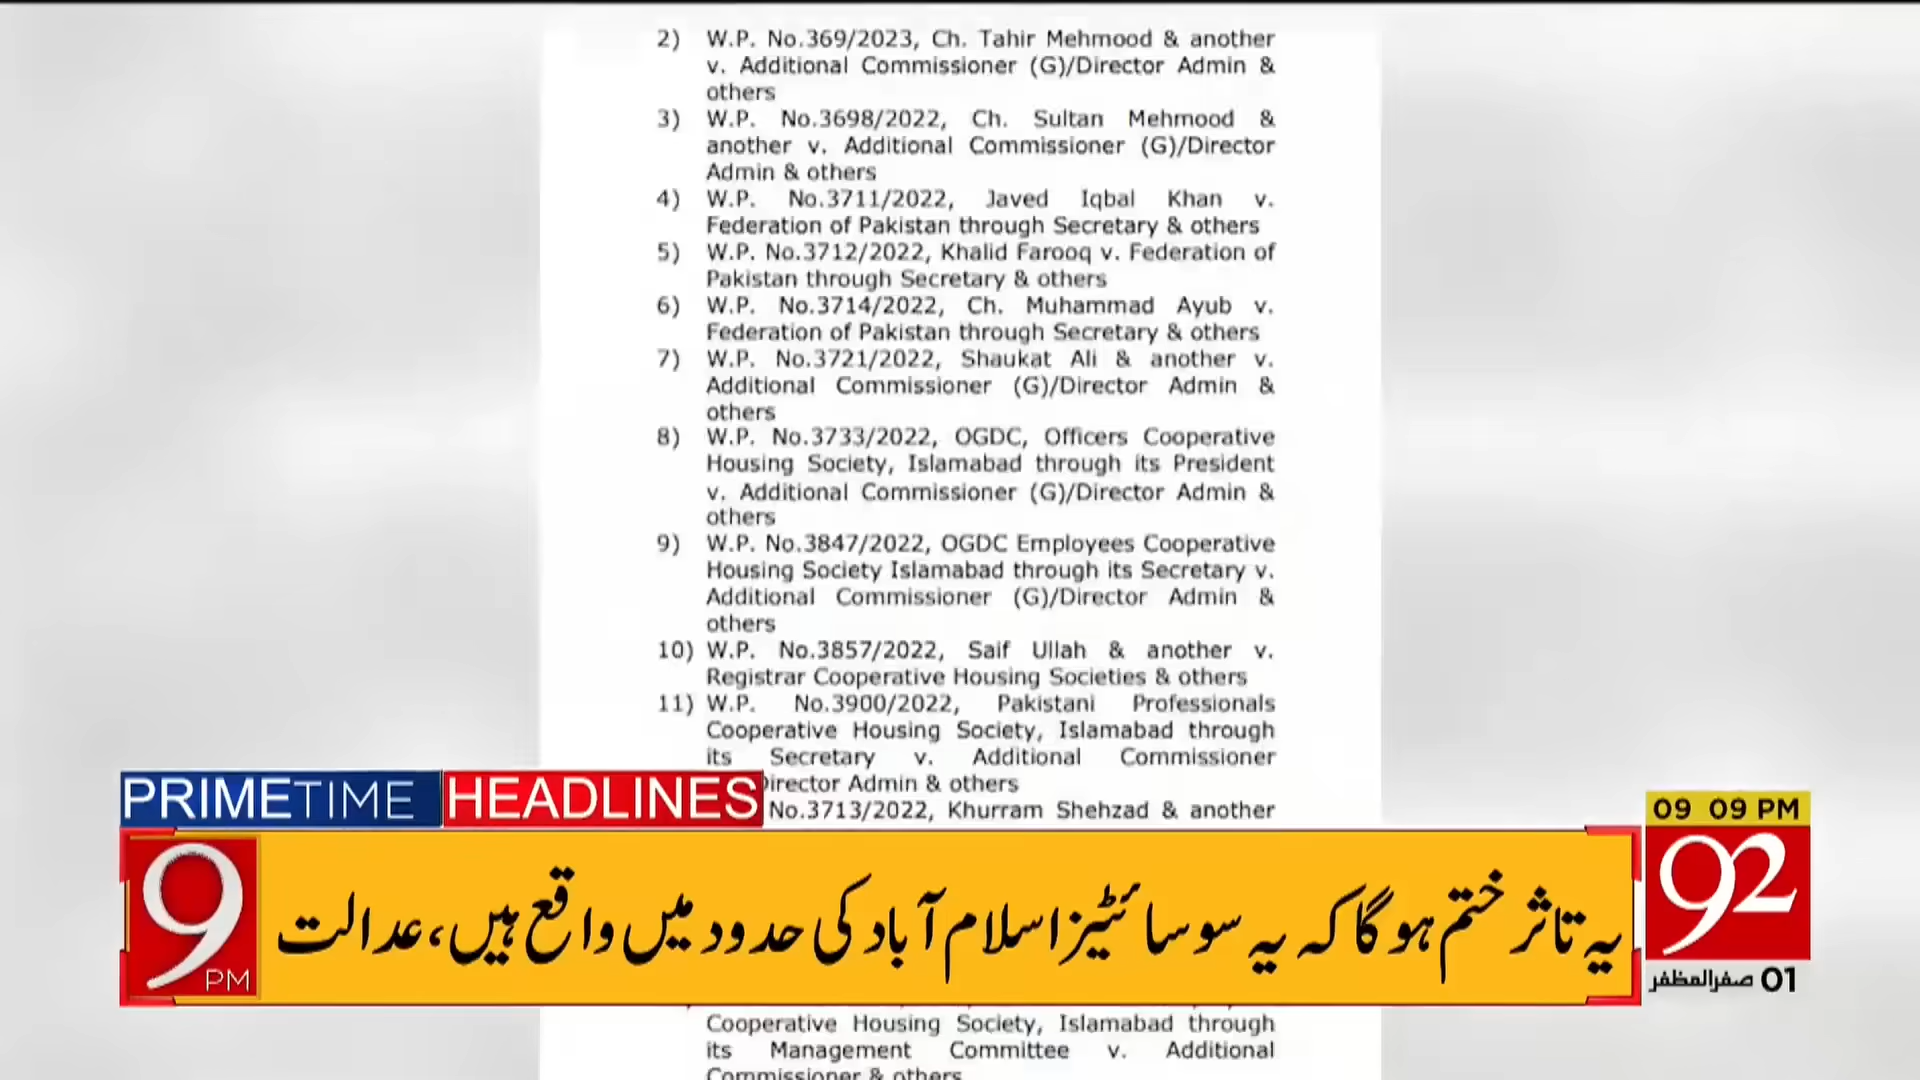 2) W.P. No.369/2023, Ch. Tahir Mehmood & another
v. Additional Commissioner (G)/Director Admin &
others
3) W.P. No.3698/2022, Ch. Sultan Mehmood &
another v. Additional Commissioner (G)/Director
Admin & others
4) W.P. No.3711/2022, Javed Iqbal Khan v.
Federation of Pakistan through Secretary & others
5) W.P. No.3712/2022, Khalid Farooq v. Federation of
Pakistan through Secretary & others
6) W.P. No.3714/2022, Ch. Muhammad Ayub v.
Federation of Pakistan through Secretary & others
7) W.P. No.3721/2022, Shaukat Ali & another v.
Additional Commissioner (G)/Director Admin &
others
8) W.P. No.3733/2022, OGDC, Officers Cooperative
Housing Society, Islamabad through its President
v. Additional Commissioner (G)/Director Admin &
others
9) W.P. No.3847/2022, OGDC Employees Cooperative
Housing Society Islamabad through its Secretary v.
Additional Commissioner (G)/Director Admin &
others
10) W.P. No.3857/2022, Saif Ullah & another v.
Registrar Cooperative Housing Societies & others
11) W.P. No.3900/2022, Pakistani Professionals
Cooperative Housing Society, Islamabad through
its Secretary v. Additional Commissioner
Director Admin & others
No.3713/2022, Khurram Shehzad & another
PRIMETIME HEADLINES
09 09 PM
9 PM
یہ تاثر ختم ہوگا کہ یہ سوسائٹیز اسلام آباد کی حدود میں واقع ہیں، عدالت
92
01 صفرالمظفر
Cooperative Housing Society, Islamabad through
its Management Committee v. Additional
Commissioner & others